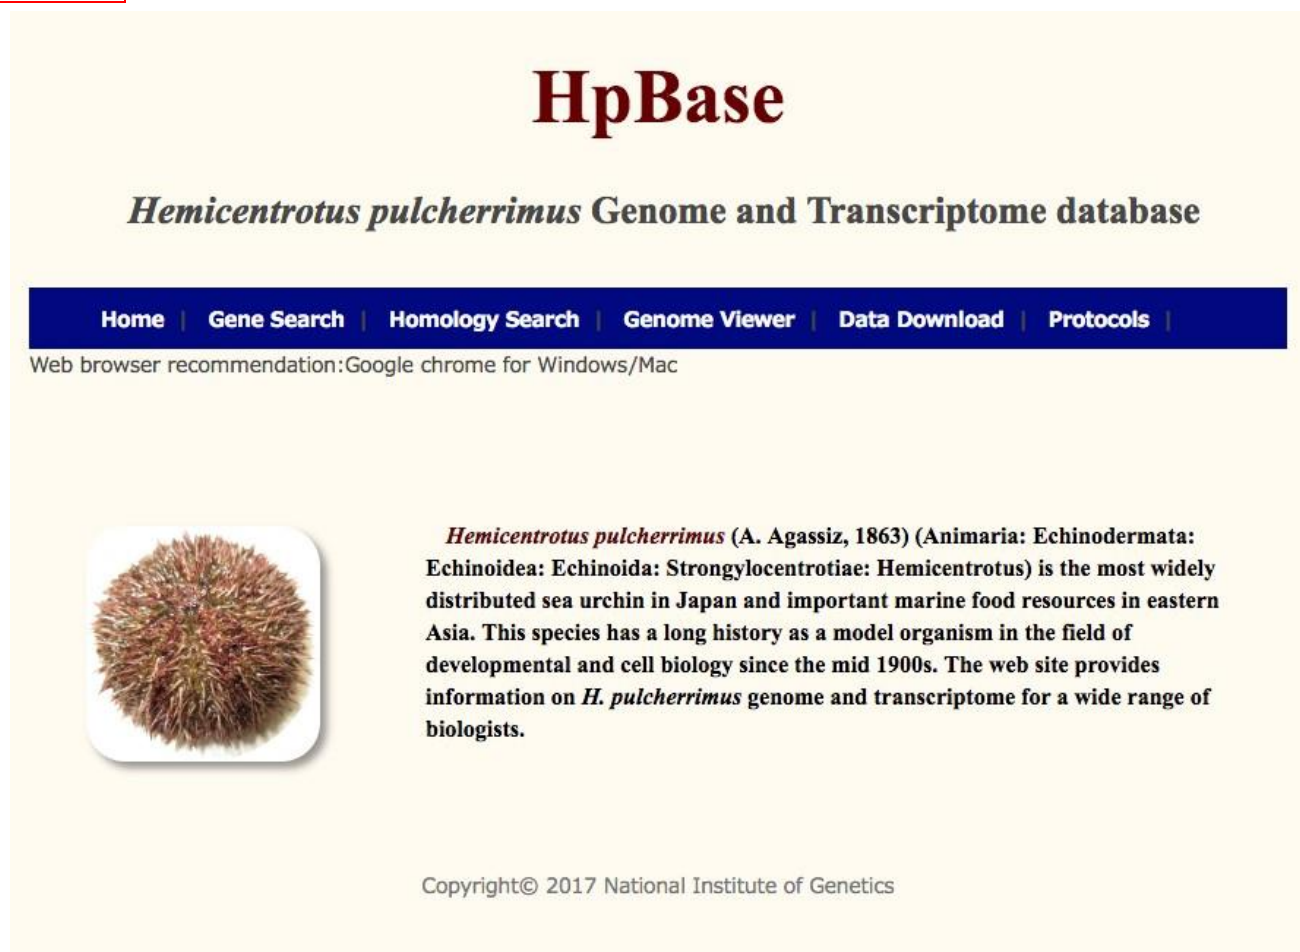 HpBase
Hemicentrotus pulcherrimus Genome and Transcriptome database
Home | Gene Search | Homology Search | Genome Viewer | Data Download | Protocols |
Web browser recommendation:Google chrome for Windows/Mac
Hemicentrotus pulcherrimus (A. Agassiz, 1863) (Animaria: Echinodermata:
Echinoidea: Echinoida: Strongylocentrotiae: Hemicentrotus) is the most widely
distributed sea urchin in Japan and important marine food resources in eastern
Asia. This species has a long history as a model organism in the field of
developmental and cell biology since the mid 1900s. The web site provides
information on H. pulcherrimus genome and transcriptome for a wide range of
biologists.
Copyright© 2017 National Institute of Genetics